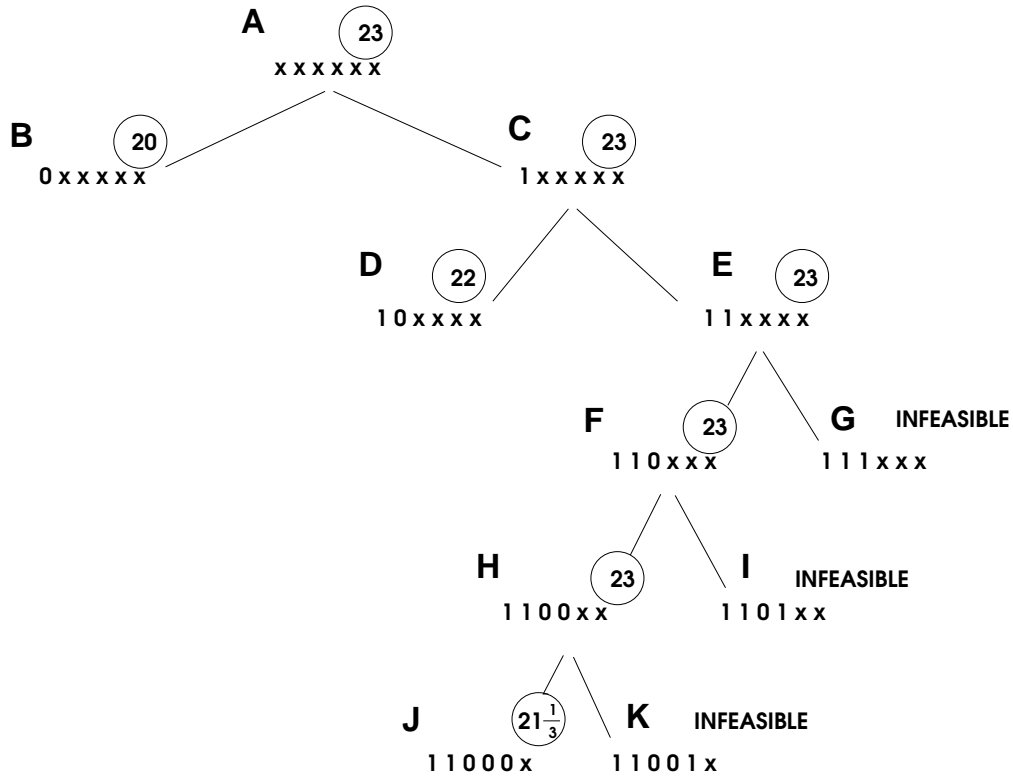 A 23
x x x x x x
B 20 C 23
0 x x x x x 1 x x x x x
D 22 E 23
1 0 x x x x 1 1 x x x x
F 23 G INFEASIBLE
1 1 0 x x x 1 1 1 x x x
H 23 I INFEASIBLE
1 1 0 0 x x 1 1 0 1 x x
J 21 1/3 K INFEASIBLE
1 1 0 0 0 x 1 1 0 0 1 x